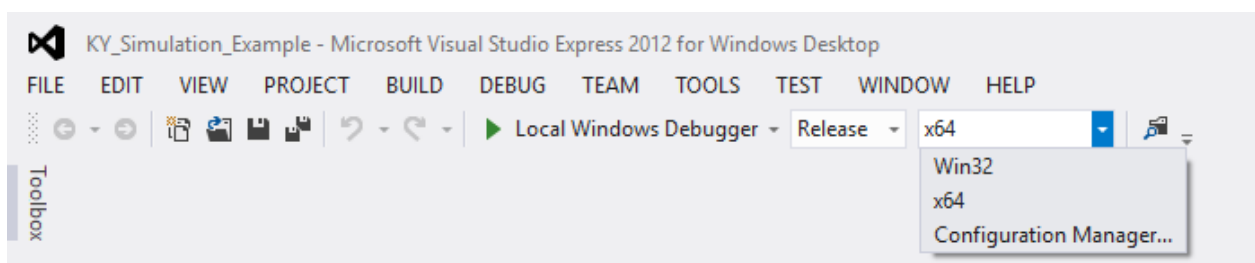 KY_Simulation_Example - Microsoft Visual Studio Express 2012 for Windows Desktop
FILE EDIT VIEW PROJECT BUILD DEBUG TEAM TOOLS TEST WINDOW HELP
Local Windows Debugger Release x64
Toolbox
Win32
x64
Configuration Manager...